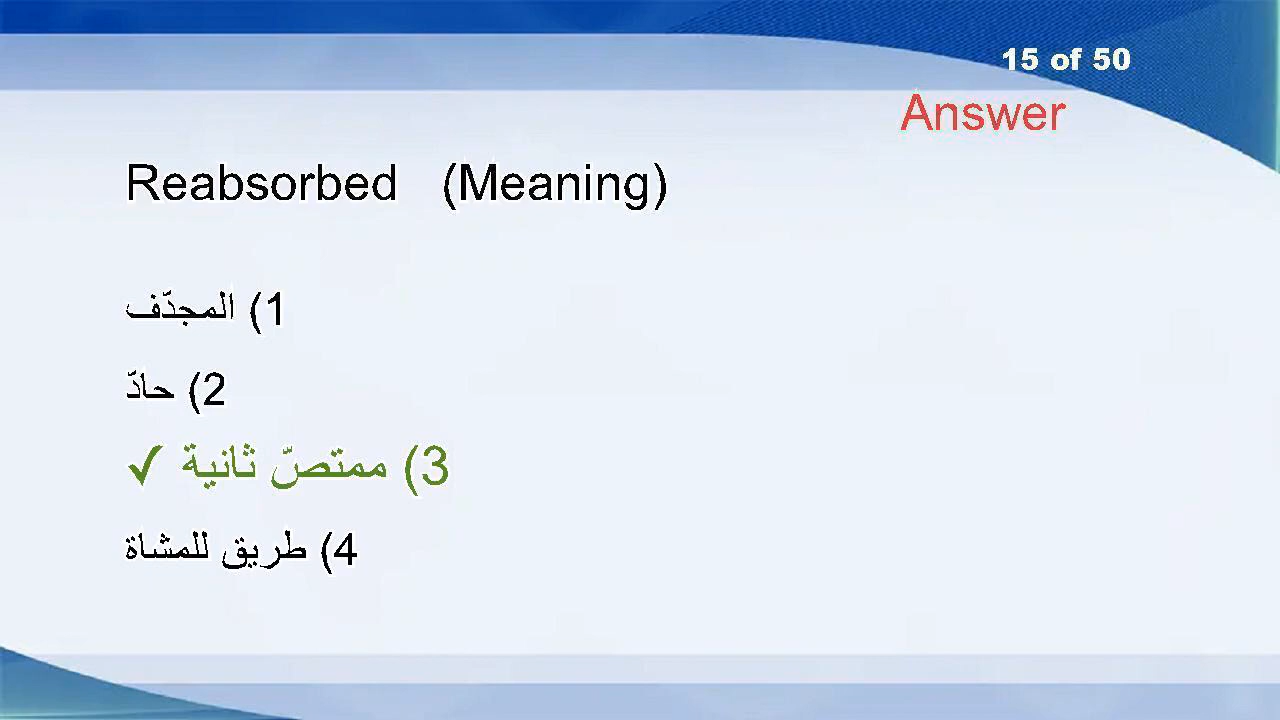 15 of 50
Answer
Reabsorbed (Meaning)
1) المجدّف
2) حادّ
3) ممتصّ ثانية ✓
4) طريق للمشاة